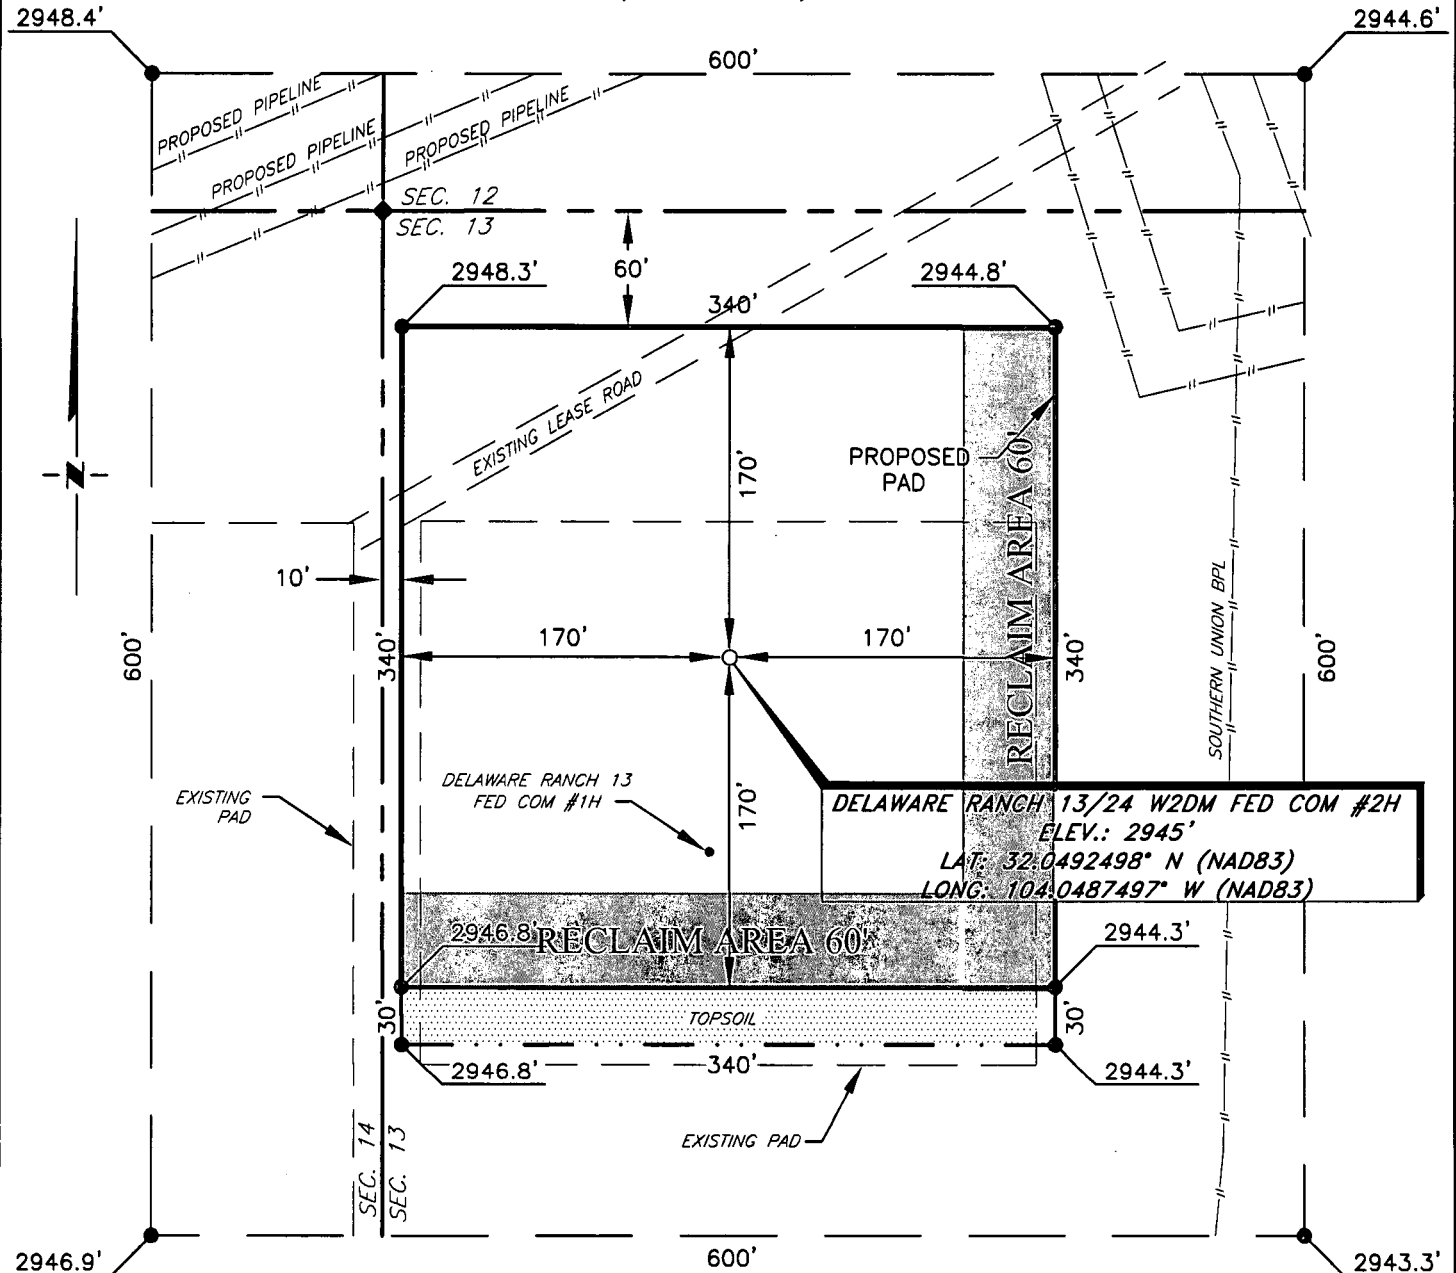 2948.4'
2944.6'
600'
PROPOSED PIPELINE
PROPOSED PIPELINE
PROPOSED PIPELINE
SEC. 12
SEC. 13
60'
2948.3'
2944.8'
340'
EXISTING LEASE ROAD
170'
PROPOSED
PAD
RECLAIM AREA 60'
N
10'
170'
170'
600'
340'
340'
600'
SOUTHERN UNION BPL
EXISTING
PAD
DELAWARE RANCH 13
FED COM #1H
170'
DELAWARE RANCH 13/24 W2DM FED COM #2H
ELEV.: 2945'
LAT: 32.0492498° N (NAD83)
LONG: 104.0487497° W (NAD83)
2946.8'
RECLAIM AREA 60'
2944.3'
30'
TOPSOIL
30'
2946.8'
340'
2944.3'
EXISTING PAD
SEC. 14
SEC. 13
2946.9'
600'
2943.3'